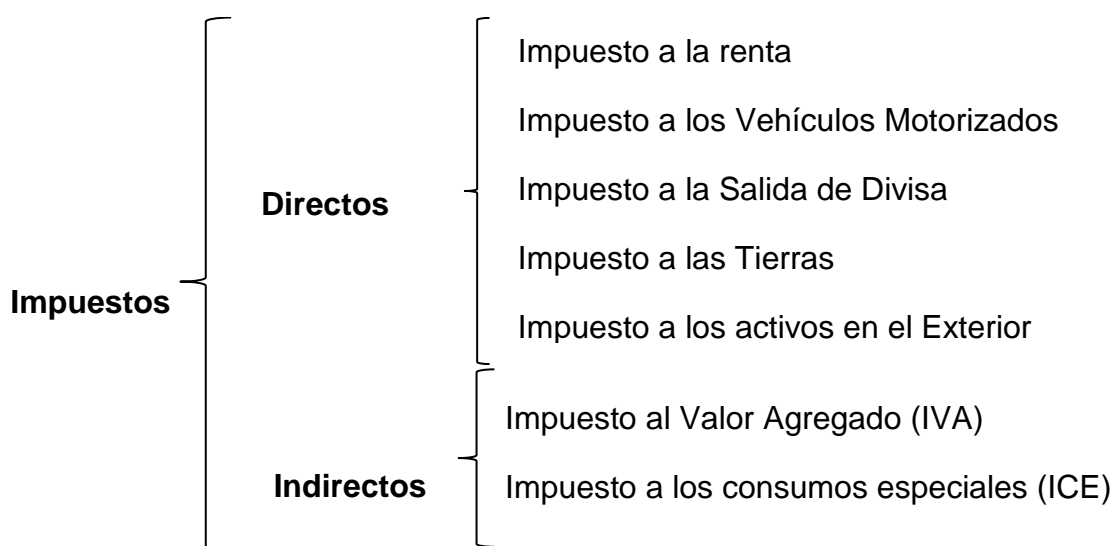 Impuestos
Directos
Impuesto a la renta
Impuesto a los Vehículos Motorizados
Impuesto a la Salida de Divisa
Impuesto a las Tierras
Impuesto a los activos en el Exterior
Indirectos
Impuesto al Valor Agregado (IVA)
Impuesto a los consumos especiales (ICE)